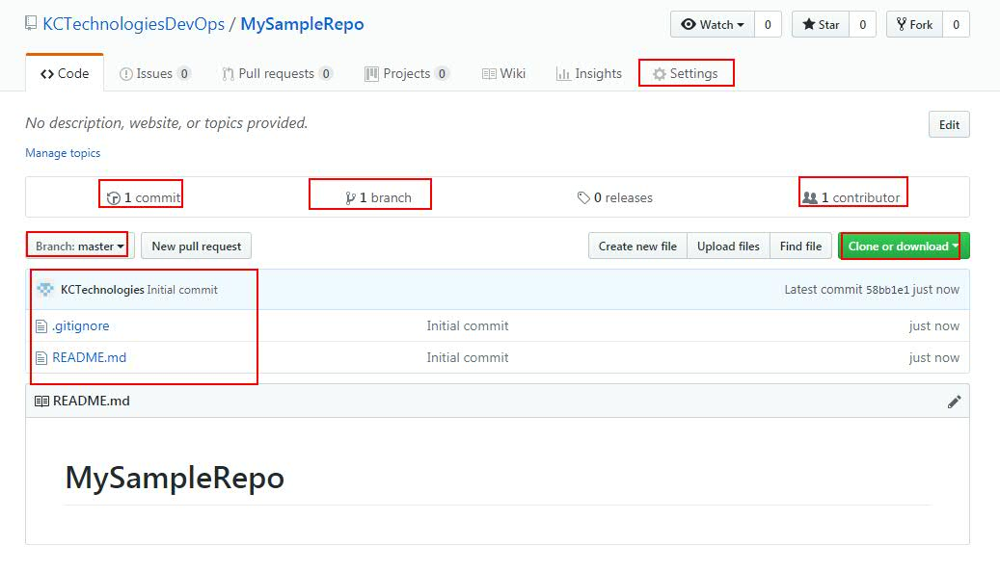 KCTechnologiesDevOps / MySampleRepo
Watch 0 Star 0 Fork 0
Code Issues 0 Pull requests 0 Projects 0 Wiki Insights Settings
No description, website, or topics provided.
Edit
Manage topics
1 commit 1 branch 0 releases 1 contributor
Branch: master New pull request Create new file Upload files Find file Clone or download
KCTechnologies Initial commit Latest commit 58bb1e1 just now
.gitignore Initial commit just now
README.md Initial commit just now
README.md
MySampleRepo